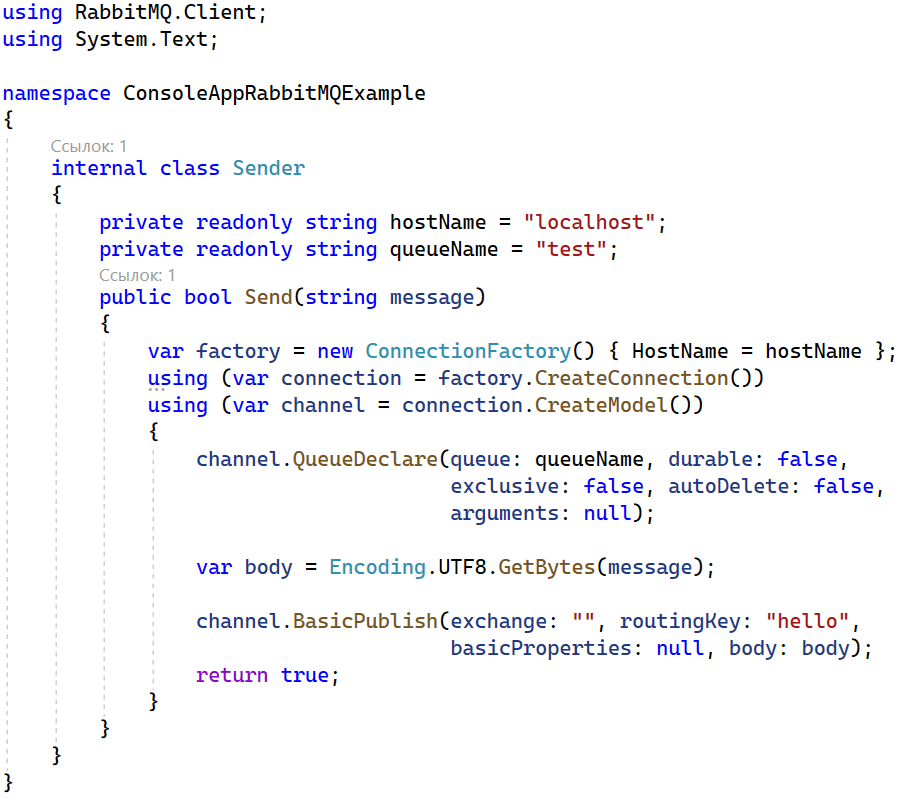 using RabbitMQ.Client;
using System.Text;

namespace ConsoleAppRabbitMQExample
{
    Ссылок: 1
    internal class Sender
    {
        private readonly string hostName = "localhost";
        private readonly string queueName = "test";
        Ссылок: 1
        public bool Send(string message)
        {
            var factory = new ConnectionFactory() { HostName = hostName };
            using (var connection = factory.CreateConnection())
            using (var channel = connection.CreateModel())
            {
                channel.QueueDeclare(queue: queueName, durable: false,
                                     exclusive: false, autoDelete: false,
                                     arguments: null);

                var body = Encoding.UTF8.GetBytes(message);

                channel.BasicPublish(exchange: "", routingKey: "hello",
                                     basicProperties: null, body: body);
                return true;
            }
        }
    }
}